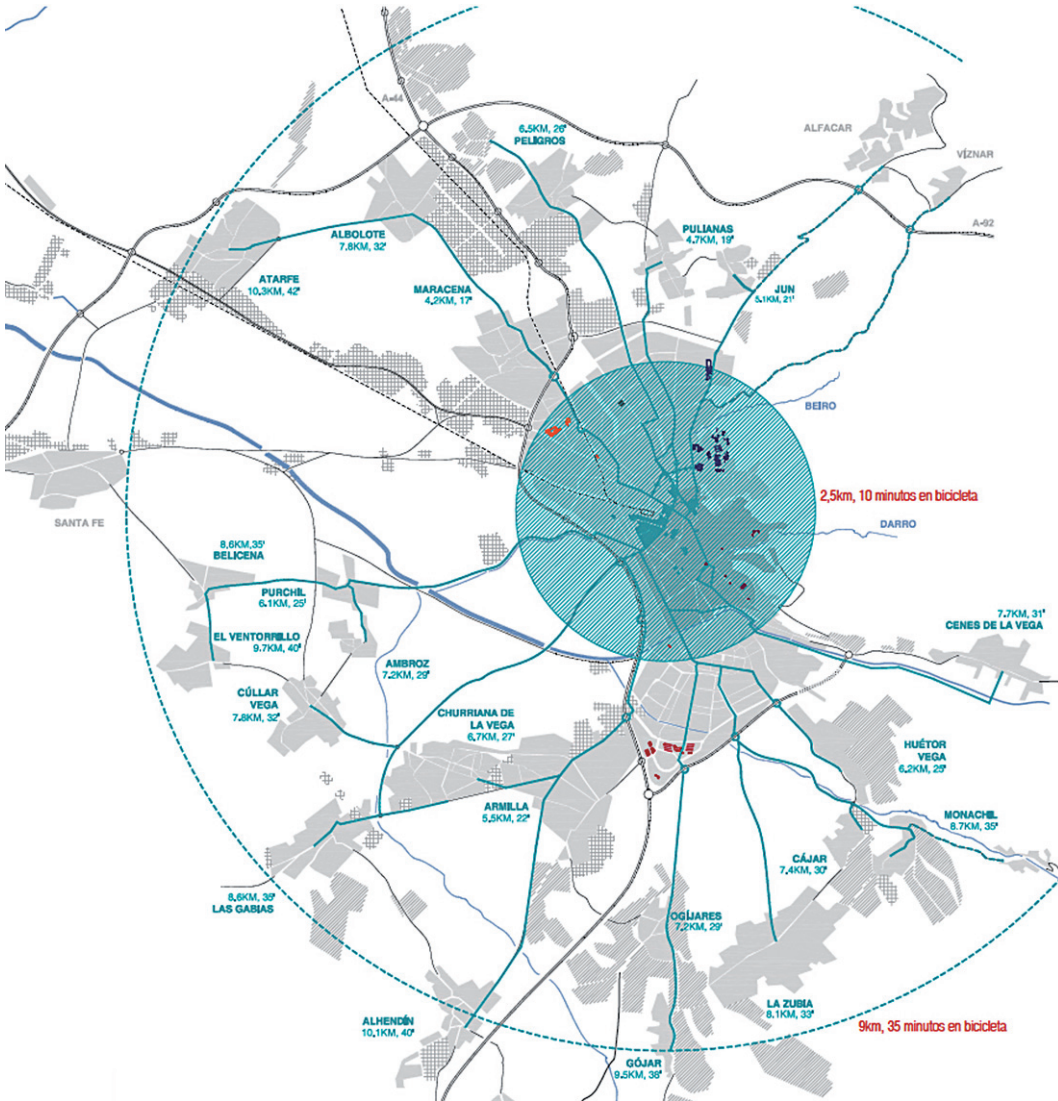 A-44
6.5KM, 26'
PELIGROS
ALFACAR
VÍZNAR
A-92
PULIANAS
4.7KM, 19'
ALBOLOTE
7.8KM, 32'
ATARFE
10.3KM, 42'
MARACENA
4.2KM, 17'
JUN
5.1KM, 21'
BEIRO
2,5km, 10 minutos en bicicleta
DARRO
SANTA FE
8,6KM,35'
BELICENA
PURCHIL
6.1KM, 25'
EL VENTORRILLO
9.7KM, 40'
AMBROZ
7.2KM, 29'
CÚLLAR
VEGA
7.8KM, 32'
CHURRIANA DE
LA VEGA
6.7KM, 27'
7.7KM, 31'
CENES DE LA VEGA
HUÉTOR
VEGA
6.2KM, 25'
ARMILLA
5.5KM, 22'
MONACHIL
8.7KM, 35'
CÁJAR
7.4KM, 30'
8.6KM, 35'
LAS GABIAS
OGÍJARES
7.2KM, 29'
LA ZUBIA
8.1KM, 33'
9km, 35 minutos en bicicleta
ALHENDÍN
10.1KM, 40'
GÓJAR
9.5KM, 38'